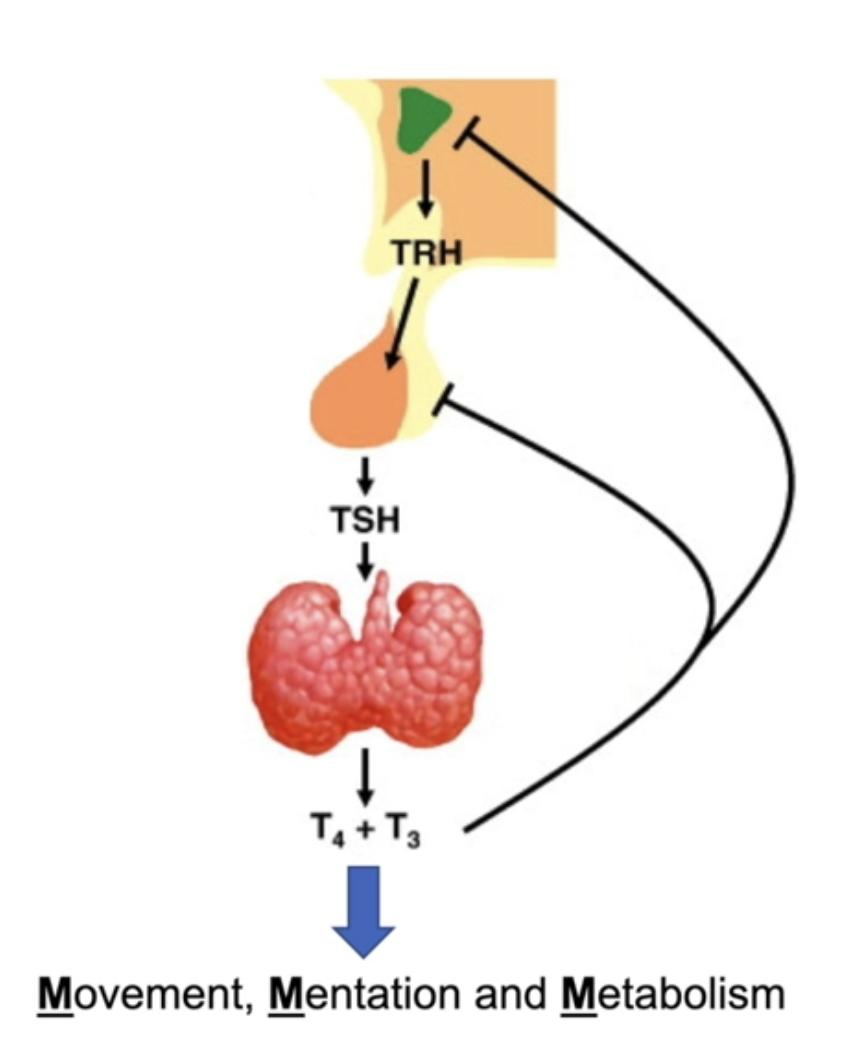 TRH
TSH
T₄ + T₃
Movement, Mentation and Metabolism